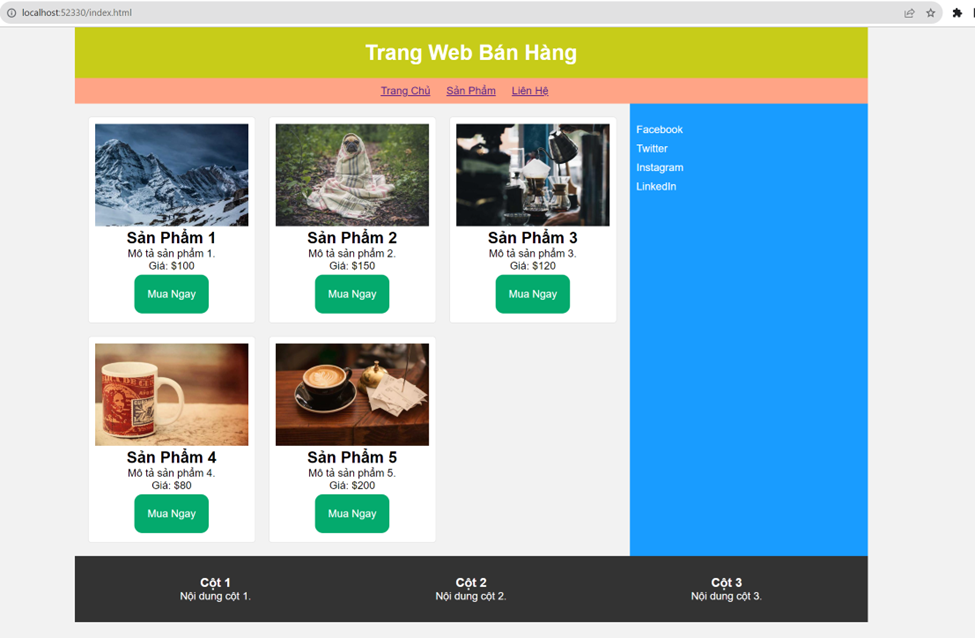 localhost:52330/index.html
Trang Web Bán Hàng
Trang Chủ Sản Phẩm Liên Hệ
Facebook
Twitter
Instagram
LinkedIn
Sản Phẩm 1
Mô tả sản phẩm 1.
Giá: $100
Mua Ngay
Sản Phẩm 2
Mô tả sản phẩm 2.
Giá: $150
Mua Ngay
Sản Phẩm 3
Mô tả sản phẩm 3.
Giá: $120
Mua Ngay
Sản Phẩm 4
Mô tả sản phẩm 4.
Giá: $80
Mua Ngay
Sản Phẩm 5
Mô tả sản phẩm 5.
Giá: $200
Mua Ngay
Cột 1
Nội dung cột 1.
Cột 2
Nội dung cột 2.
Cột 3
Nội dung cột 3.